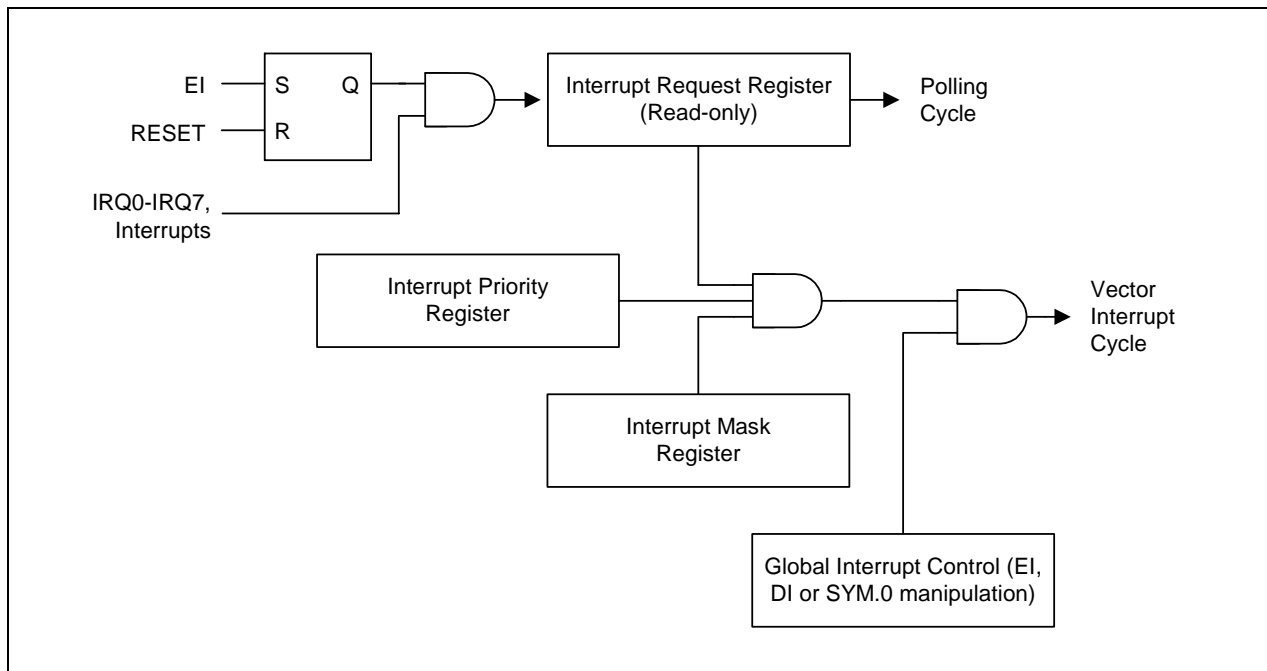 EI
S
Q
RESET
R
Interrupt Request Register
(Read-only)
Polling
Cycle
IRQ0-IRQ7,
Interrupts
Interrupt Priority
Register
Vector
Interrupt
Cycle
Interrupt Mask
Register
Global Interrupt Control (EI,
DI or SYM.0 manipulation)